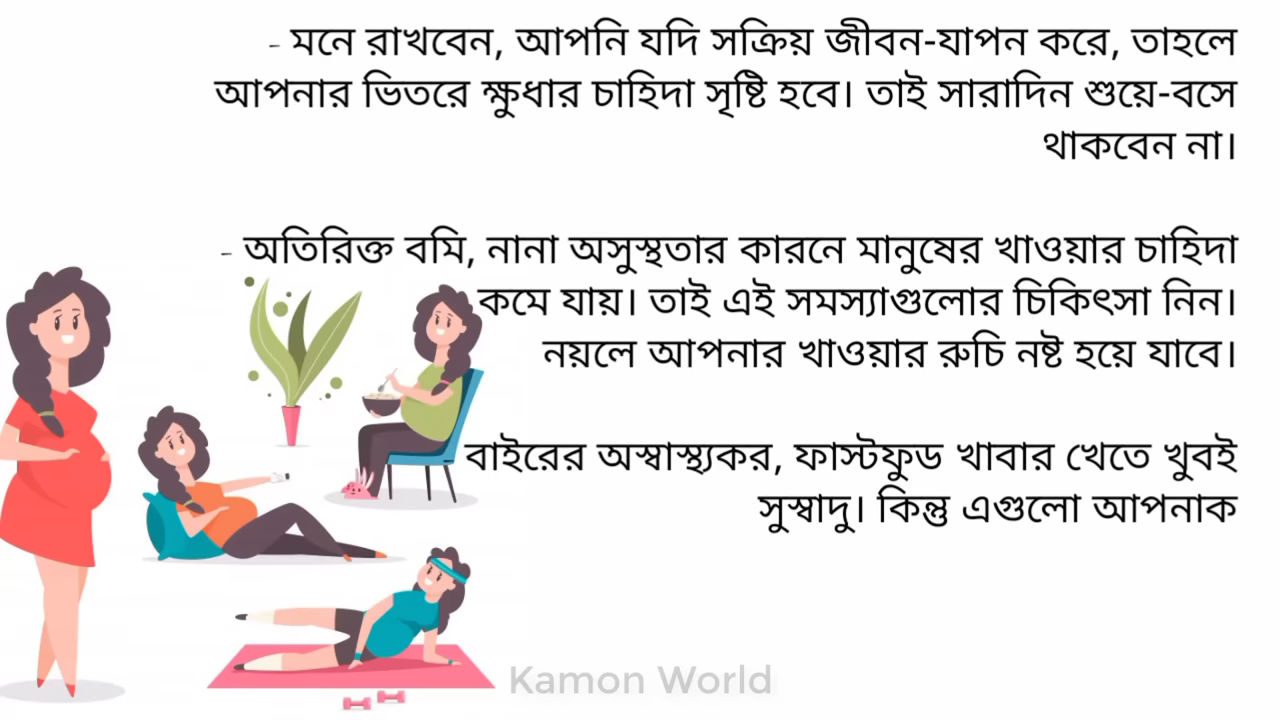 - মনে রাখবেন, আপনি যদি সক্রিয় জীবন-যাপন করে, তাহলে
আপনার ভিতরে ক্ষুধার চাহিদা সৃষ্টি হবে। তাই সারাদিন শুয়ে-বসে
থাকবেন না।
- অতিরিক্ত বমি, নানা অসুস্থতার কারনে মানুষের খাওয়ার চাহিদা
কমে যায়। তাই এই সমস্যাগুলোর চিকিৎসা নিন।
নয়লে আপনার খাওয়ার রুচি নষ্ট হয়ে যাবে।
বাইরের অস্বাস্থ্যকর, ফাস্টফুড খাবার খেতে খুবই
সুস্বাদু। কিন্তু এগুলো আপনাক
Kamon World